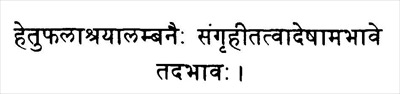 हेतुफलाश्रयालम्बनैः संगृहीतत्वादेषामभावे
तदभावः ।